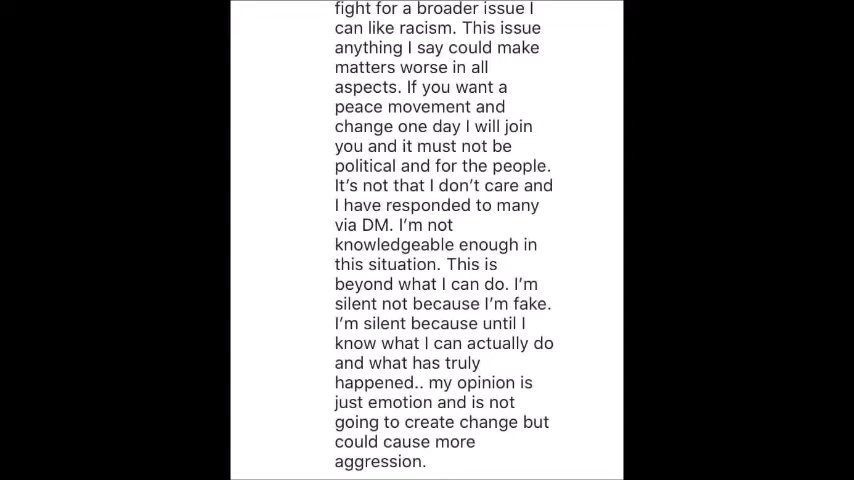 fight for a broader issue I
can like racism. This issue
anything I say could make
matters worse in all
aspects. If you want a
peace movement and
change one day I will join
you and it must not be
political and for the people.
It’s not that I don’t care and
I have responded to many
via DM. I’m not
knowledgeable enough in
this situation. This is
beyond what I can do. I’m
silent not because I’m fake.
I’m silent because until I
know what I can actually do
and what has truly
happened.. my opinion is
just emotion and is not
going to create change but
could cause more
aggression.